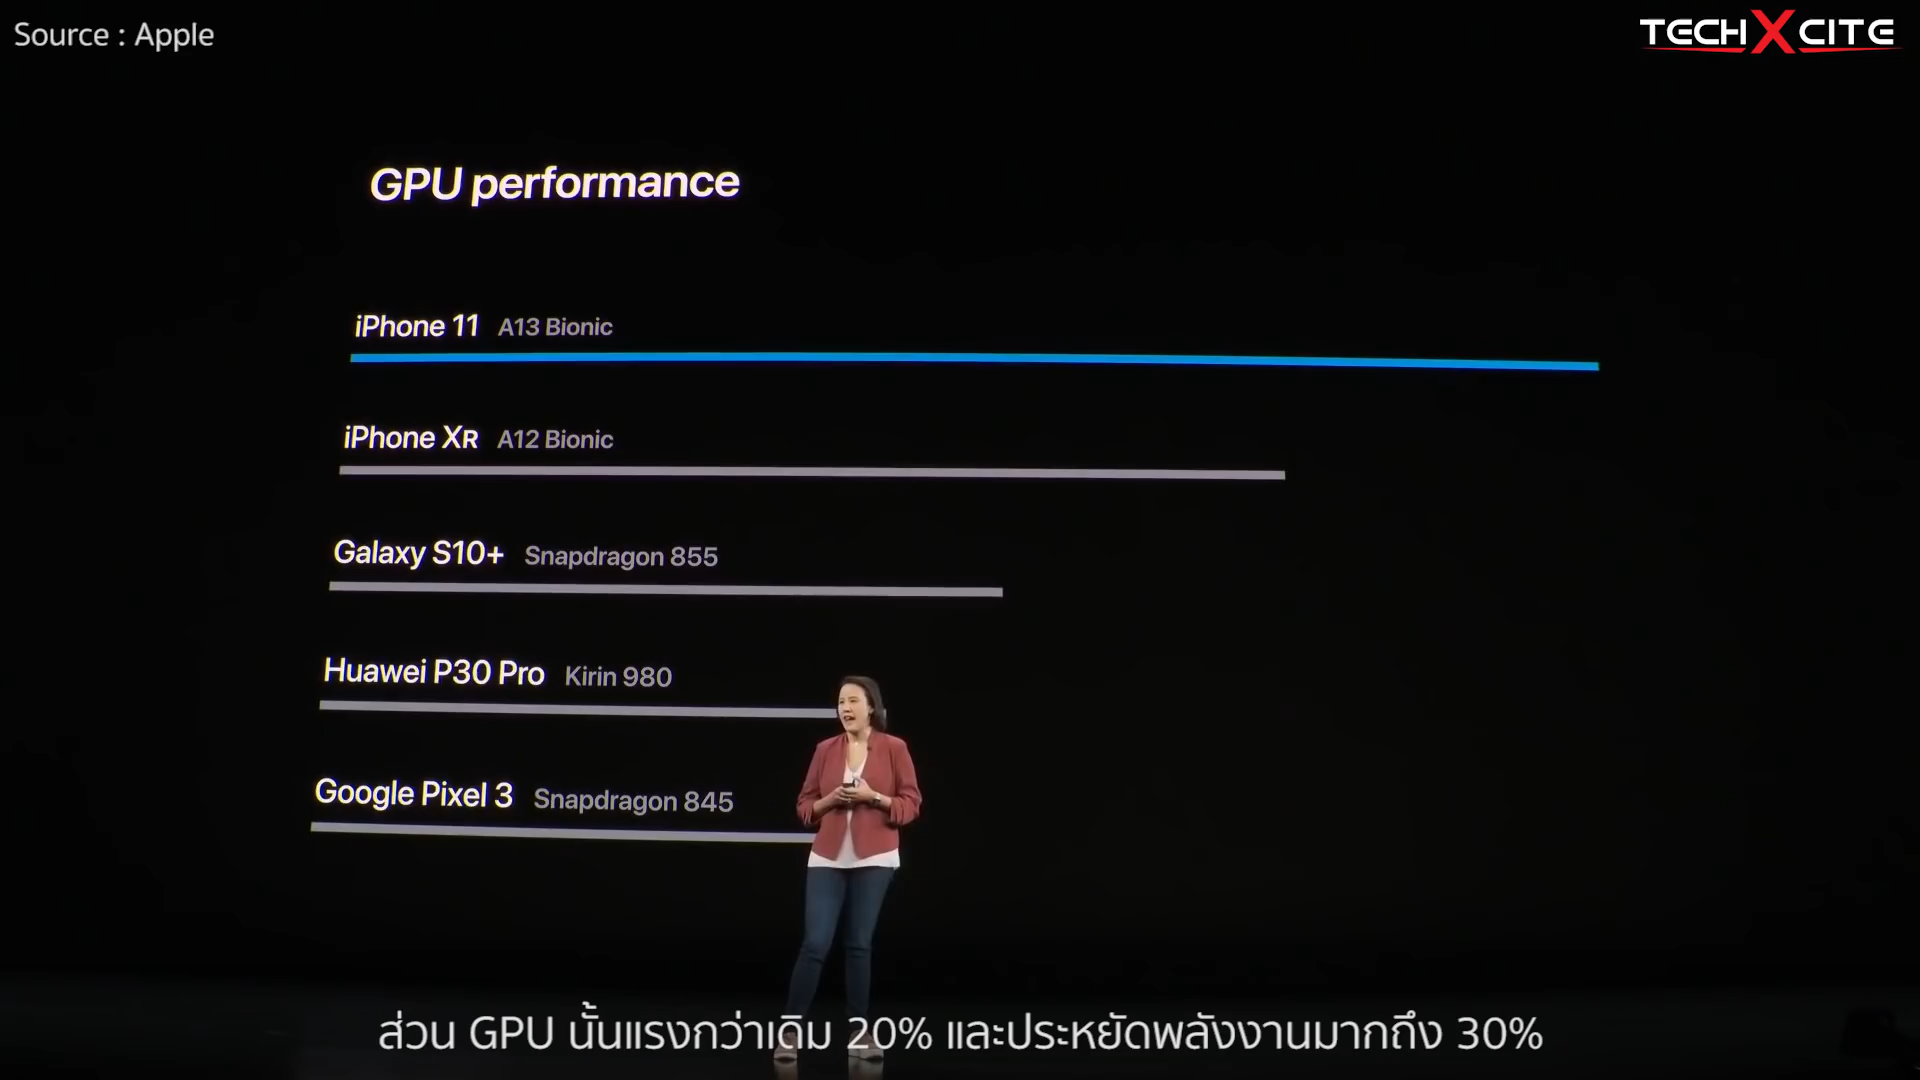 Source : Apple
TECHXCITE
GPU performance
iPhone 11 A13 Bionic
iPhone XR A12 Bionic
Galaxy S10+ Snapdragon 855
Huawei P30 Pro Kirin 980
Google Pixel 3 Snapdragon 845
ส่วน GPU นั้นแรงกว่าเดิม 20% และประหยัดพลังงานมากถึง 30%